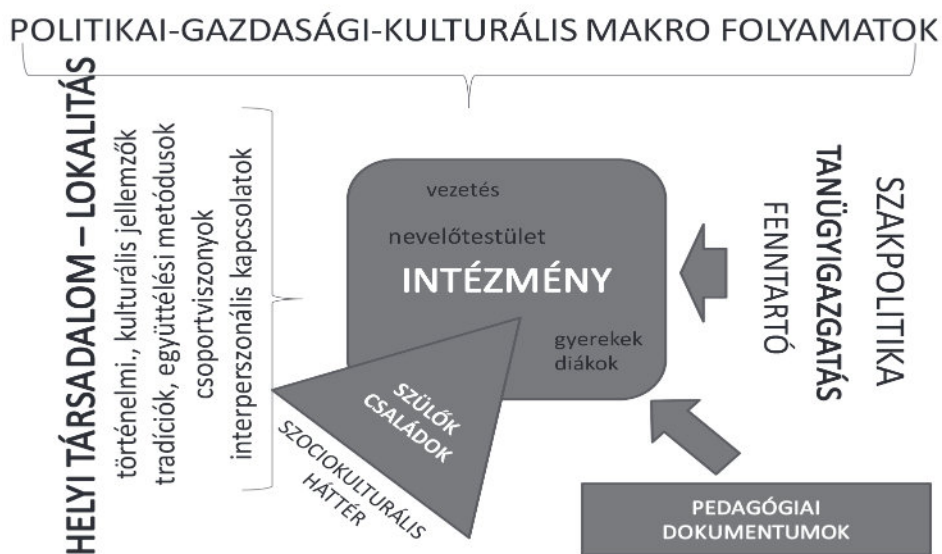 POLITIKAI-GAZDASÁGI-KULTURÁLIS MAKRO FOLYAMATOK
HELYI TÁRSADALOM – LOKALITÁS
történelmi., kulturális jellemzők
tradíciók, együttélési metódusok
csoportviszonyok
interperszonális kapcsolatok
vezetés
nevelőtestület
INTÉZMÉNY
gyerekek
diákok
SZÜLŐK
CSALÁDOK
SZOCIOKULTURÁLIS
HÁTTÉR
SZAKPOLITIKA
TANÜGYIGAZGATÁS
FENNTARTÓ
PEDAGÓGIAI
DOKUMENTUMOK